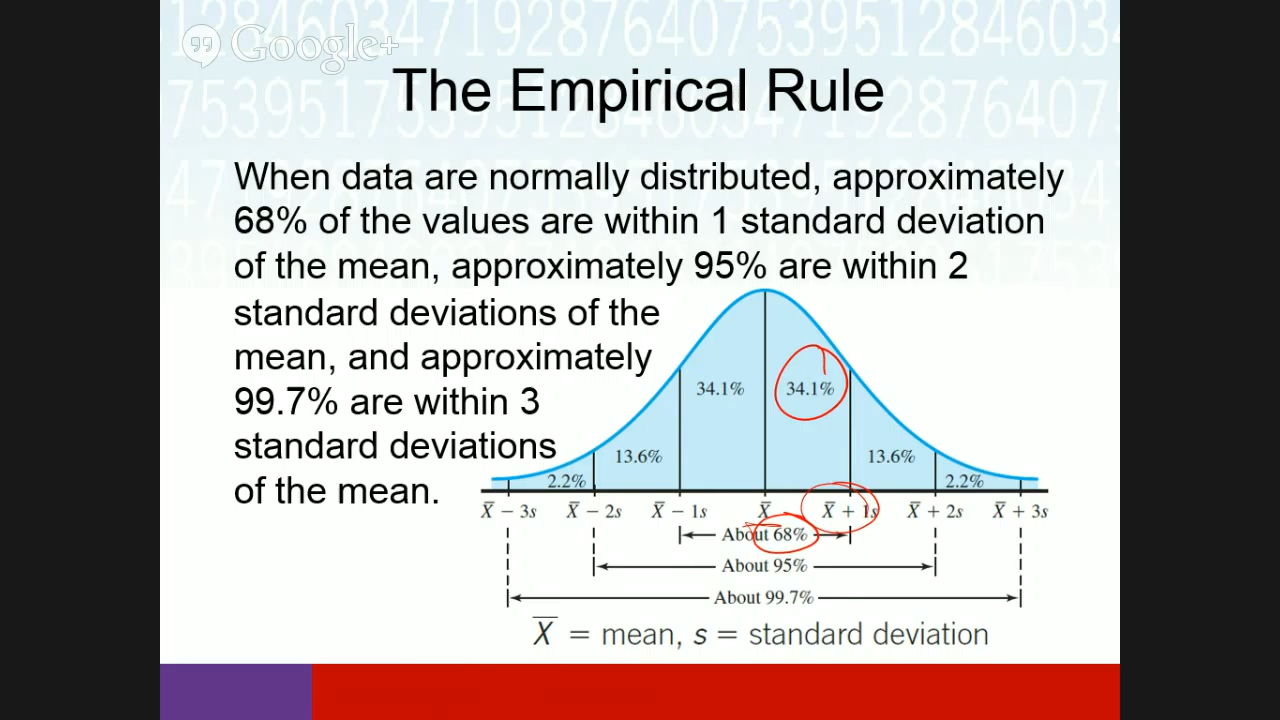 Google+
The Empirical Rule
When data are normally distributed, approximately
68% of the values are within 1 standard deviation
of the mean, approximately 95% are within 2
standard deviations of the
mean, and approximately
99.7% are within 3
standard deviations
of the mean.
34.1% 34.1%
13.6% 13.6%
2.2% 2.2%
X̅ − 3s X̅ − 2s X̅ − 1s X̅ X̅ + 1s X̅ + 2s X̅ + 3s
About 68%
About 95%
About 99.7%
X̅ = mean, s = standard deviation